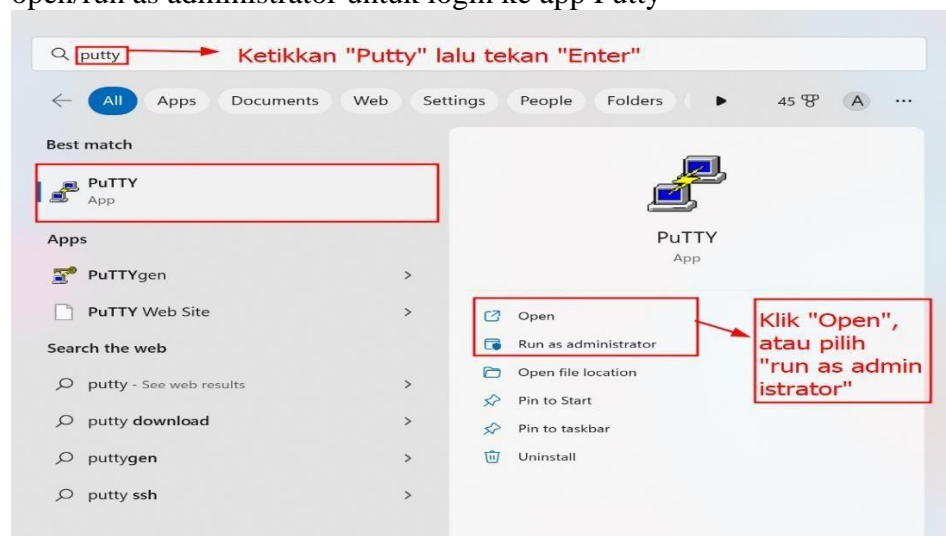 open/run as administrator untuk login ke app Putty
putty
Ketikkan "Putty" lalu tekan "Enter"
All Apps Documents Web Settings People Folders 45 A ...
Best match
PuTTY
App
Apps
PuTTYgen
PuTTY Web Site
Search the web
putty - See web results
putty download
puttygen
putty ssh
PuTTY
App
Open
Run as administrator
Open file location
Pin to Start
Pin to taskbar
Uninstall
Klik "Open",
atau pilih
"run as admin
istrator"